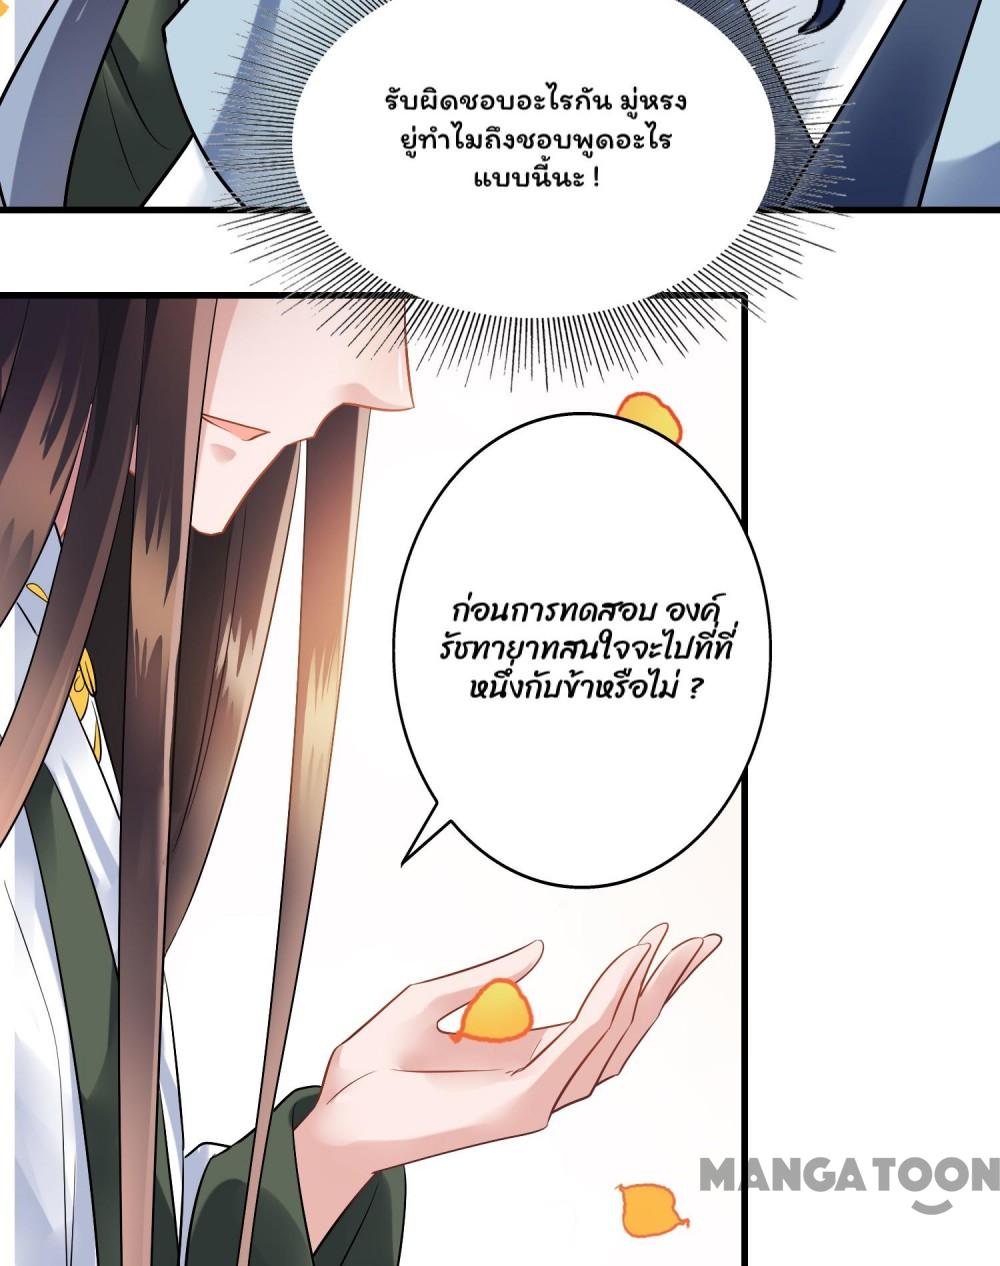 รับผิดชอบอะไรกัน มู่หรง
ยู่ทำไมถึงชอบพูดอะไร
แบบนี้นะ !
ก่อนการทดสอบ องค์
รัชทายาทสนใจจะไปที่ที่
หนึ่งกับข้าหรือไม่ ?
MANGATOON